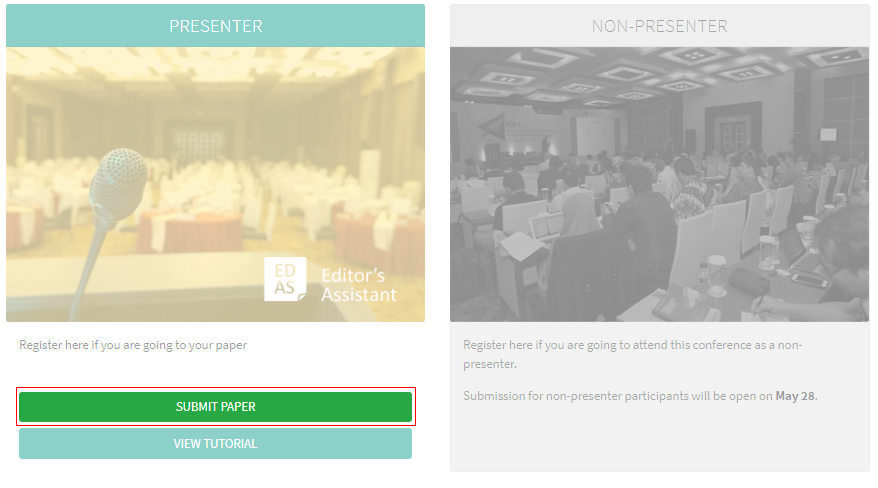 PRESENTER
ED
AS
Editor's
Assistant
Register here if you are going to your paper
SUBMIT PAPER
VIEW TUTORIAL
NON-PRESENTER
Register here if you are going to attend this conference as a non-
presenter.
Submission for non-presenter participants will be open on May 28.